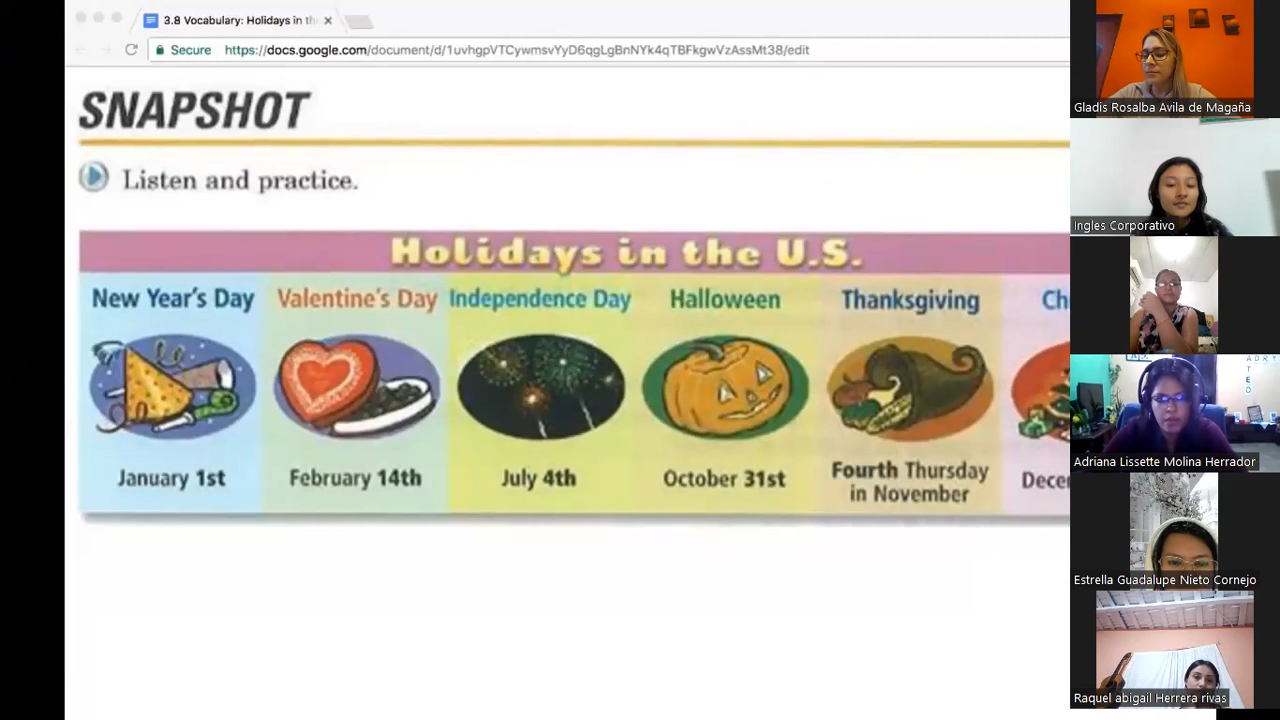 3.8 Vocabulary: Holidays in th
Secure https://docs.google.com/document/d/1uvhgpVTCywmsvYyD6qgLgBnNYk4qTBFkgwVzAssMt38/edit
SNAPSHOT
Listen and practice.
Holidays in the U.S.
New Year's Day Valentine's Day Independence Day Halloween Thanksgiving Ch
January 1st February 14th July 4th October 31st Fourth Thursday in November Dece
Gladis Rosalba Avila de Magaña
Ingles Corporativo
Adriana Lissette Molina Herrador
Estrella Guadalupe Nieto Cornejo
Raquel abigail Herrera rivas